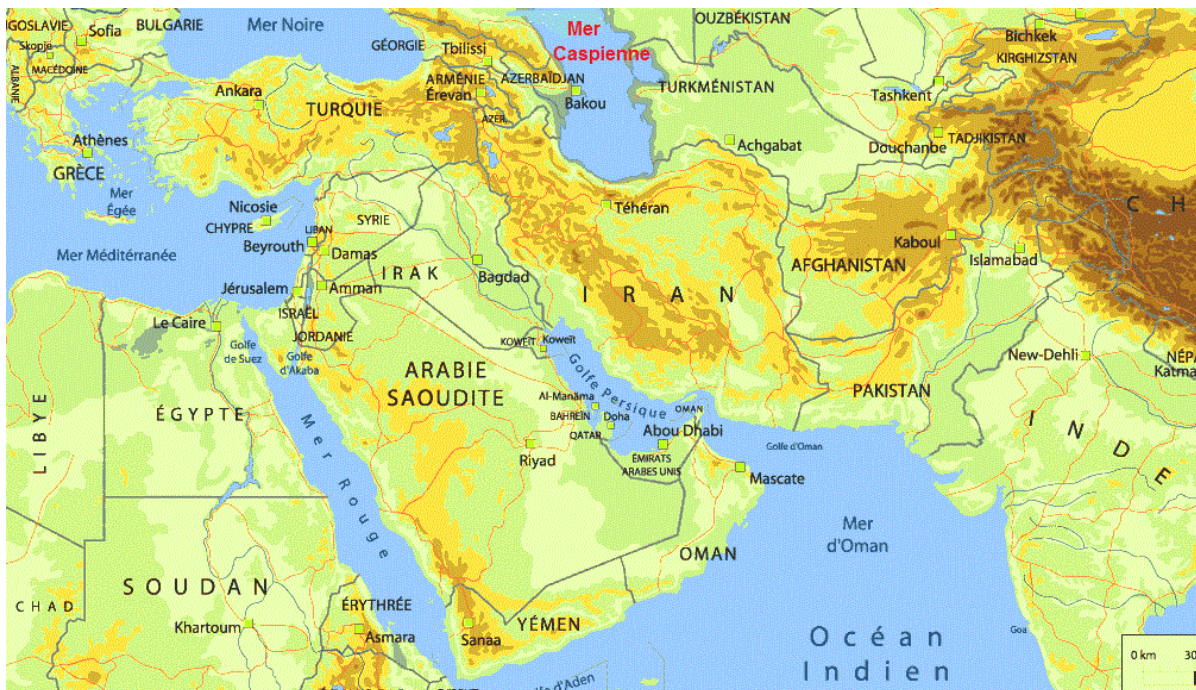 OUZBÉKISTAN
Mer
Caspienne
BULGARIE
Mer Noire
Sofia
Skopje
Bichkek
KIRGHIZSTAN
GÉORGIE
Tbilissi
MACÉDOINE
ALBANIE
ARMÉNIE
AZERBAÏDJAN
TURKMÉNISTAN
Ankara
Érevan
Bakou
Tashkent
TURQUIE
AZER.
Athènes
Achgabat
Douchanbe
TADJIKISTAN
GRÈCE
Mer
Égée
Nicosie
CHYPRE
SYRIE
Téhéran
C H
LIBAN
Beyrouth
Damas
Kaboul
Islamabad
Mer Méditérranée
IRAK
Bagdad
AFGHANISTAN
Jérusalem
Amman
IRAN
ISRAËL
Le Caire
JORDANIE
Golfe
de Suez
Golfe
d'Akaba
KOWEÏT
Koweït
New-Dehli
NÉPA
Katma
ARABIE
SAOUDITE
Golfe Persique
PAKISTAN
Al-Manāma
BAHREÏN
Doha
QATAR
OMAN
Abou Dhabi
ÉGYPTE
LIBYE
INDE
Golfe d'Oman
Riyad
ÉMIRATS
ARABES UNIS
Mascate
Mer Rouge
Mer
d'Oman
OMAN
SOUDAN
CHAD
ÉRYTHRÉE
Khartoum
Asmara
Sanaa
YÉMEN
Océan
Indien
Goa
0 km
30
d'Aden